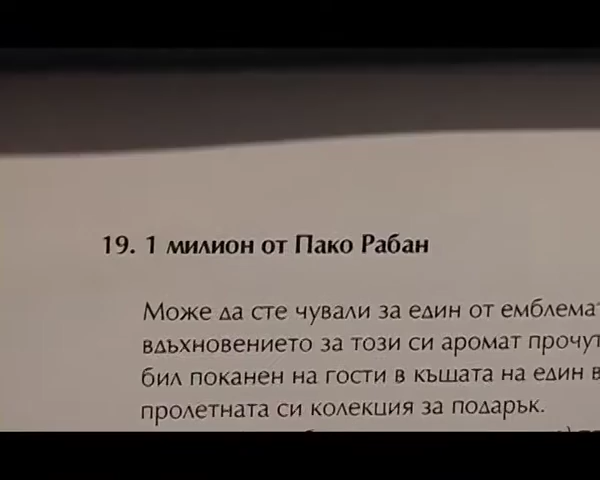 19. 1 милион от Пако Рабан
Може да сте чували за един от
вдъхновението за този си аромат
бил поканен на гости в къщата на един
пролетната си колекция за подарък.